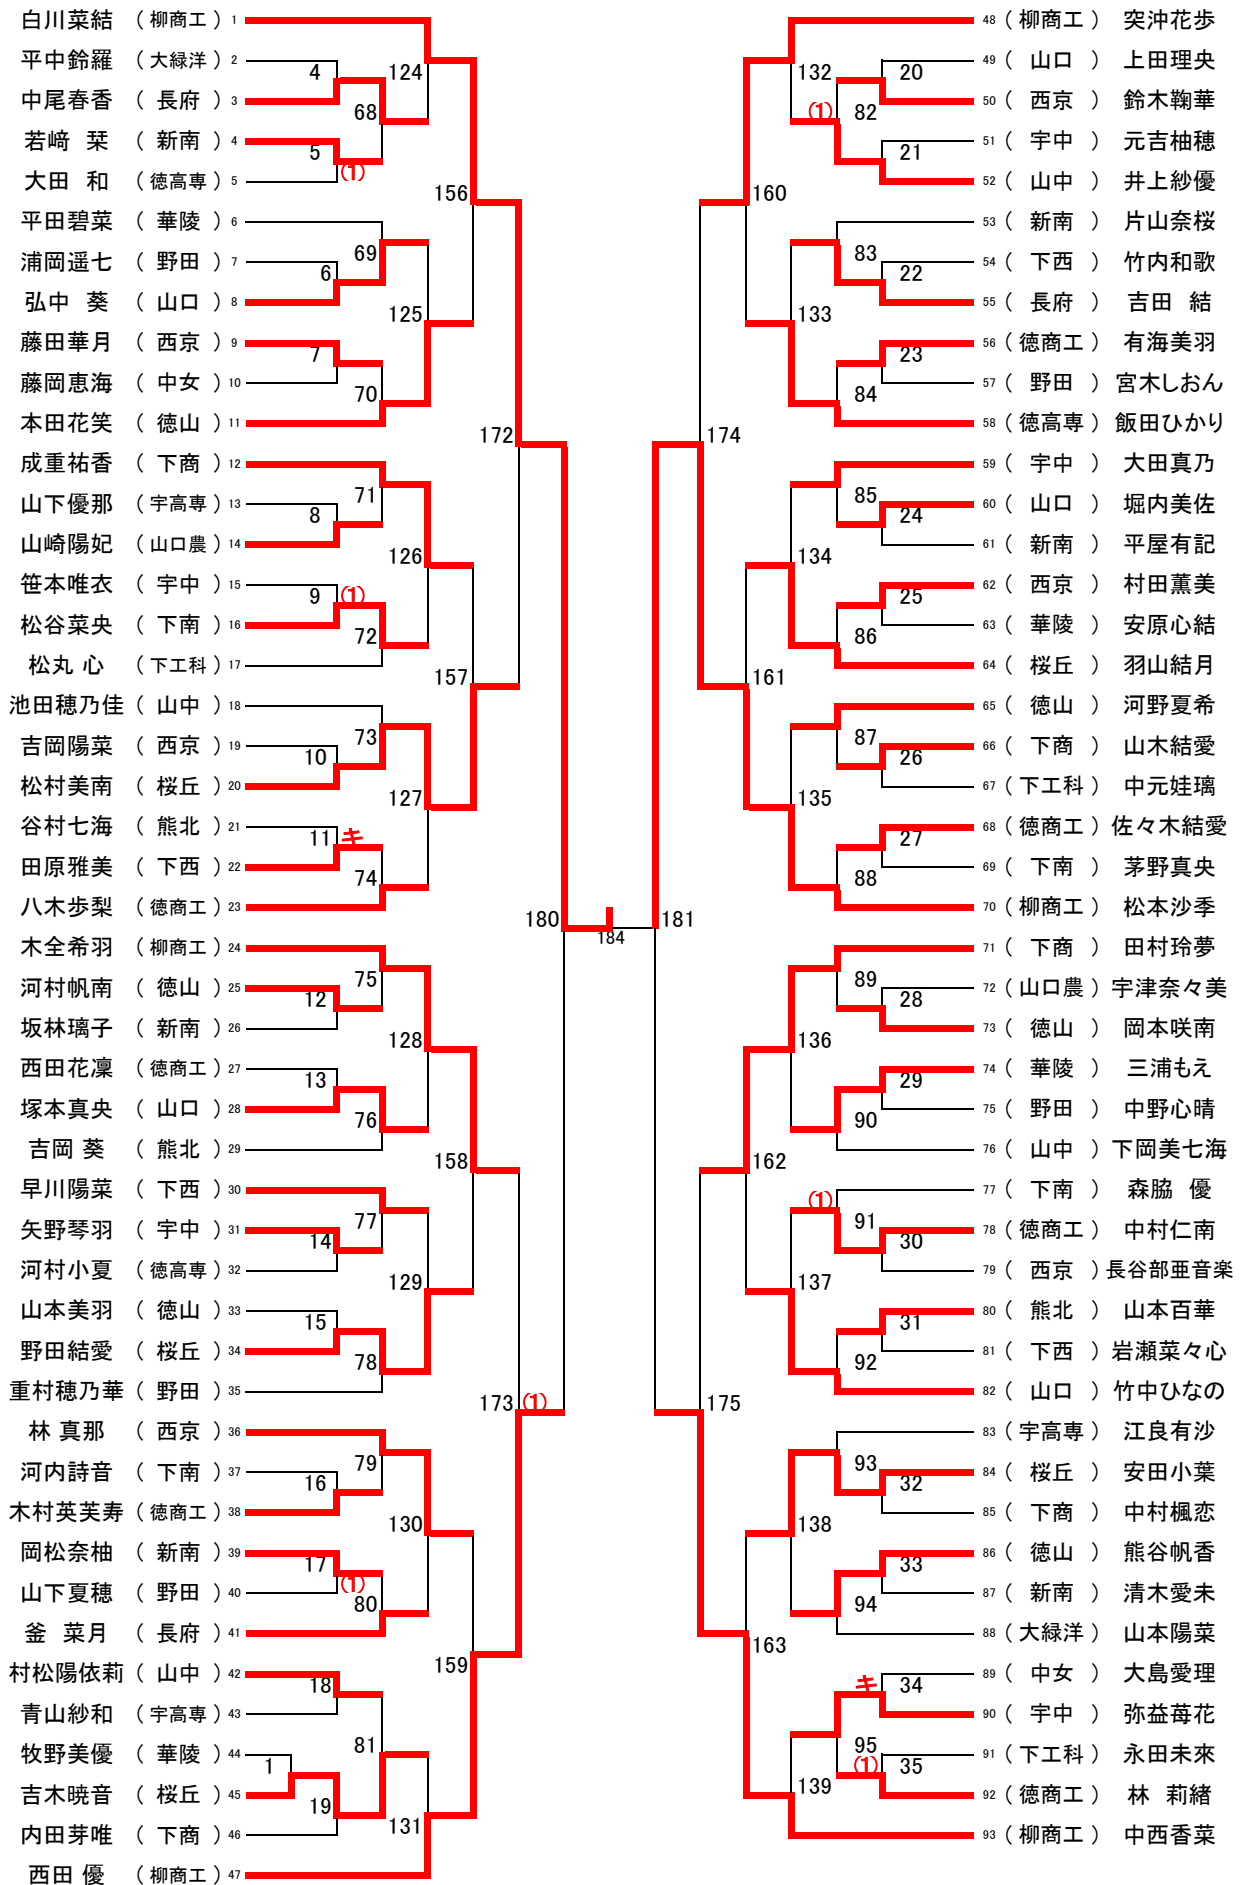 白川菜結 （ 柳商工 ） 1
平中鈴羅 （ 大緑洋 ） 2
中尾春香 （ 長府 ） 3
若﨑　栞 （ 新南 ） 4
大田　和 （ 徳高専 ） 5
平田碧菜 （ 華陵 ） 6
浦岡遥七 （ 野田 ） 7
弘中　葵 （ 山口 ） 8
藤田華月 （ 西京 ） 9
藤岡恵海 （ 中女 ） 10
本田花笑 （ 徳山 ） 11
成重祐香 （ 下商 ） 12
山下優那 （ 宇高専 ） 13
山崎陽妃 （ 山口農 ） 14
笹本唯衣 （ 宇中 ） 15
松谷菜央 （ 下南 ） 16
松丸 心 （ 下工科 ） 17
池田穂乃佳 （ 山中 ） 18
吉岡陽菜 （ 西京 ） 19
松村美南 （ 桜丘 ） 20
谷村七海 （ 熊北 ） 21
田原雅美 （ 下西 ） 22
八木歩梨 （ 徳商工 ） 23
木全希羽 （ 柳商工 ） 24
河村帆南 （ 徳山 ） 25
坂林璃子 （ 新南 ） 26
西田花凜 （ 徳商工 ） 27
塚本真央 （ 山口 ） 28
吉岡 葵 （ 熊北 ） 29
早川陽菜 （ 下西 ） 30
矢野琴羽 （ 宇中 ） 31
河村小夏 （ 徳高専 ） 32
山本美羽 （ 徳山 ） 33
野田結愛 （ 桜丘 ） 34
重村穂乃華 （ 野田 ） 35
林 真那 （ 西京 ） 36
河内詩音 （ 下南 ） 37
木村英芙寿 （ 徳商工 ） 38
岡松奈柚 （ 新南 ） 39
山下夏穂 （ 野田 ） 40
釜　菜月 （ 長府 ） 41
村松陽依莉 （ 山中 ） 42
青山紗和 （ 宇高専 ） 43
牧野美優 （ 華陵 ） 44
吉木暁音 （ 桜丘 ） 45
内田芽唯 （ 下商 ） 46
西田 優 （ 柳商工 ） 47
4
5
(1)
6
7
8
9
(1)
10
11
キ
12
13
14
15
16
17
(1)
18
1
19
68
69
70
71
72
73
74
75
76
77
78
79
80
81
124
125
126
127
128
129
130
131
156
157
158
159
172
173
(1)
180
184
181
174
175
160
161
162
163
132
133
134
135
136
137
138
139
(1)
82
83
84
85
86
87
88
89
90
(1)
91
92
93
94
95
20
21
22
23
24
25
26
27
28
29
30
31
32
33
キ
34
(1)
35
48 （ 柳商工 ） 突沖花歩
49 （ 山口 ） 上田理央
50 （ 西京 ） 鈴木鞠華
51 （ 宇中 ） 元吉柚穂
52 （ 山中 ） 井上紗優
53 （ 新南 ） 片山奈桜
54 （ 下西 ） 竹内和歌
55 （ 長府 ） 吉田　結
56 （ 徳商工 ） 有海美羽
57 （ 野田 ） 宮木しおん
58 （ 徳高専 ） 飯田ひかり
59 （ 宇中 ） 大田真乃
60 （ 山口 ） 堀内美佐
61 （ 新南 ） 平屋有記
62 （ 西京 ） 村田薫美
63 （ 華陵 ） 安原心結
64 （ 桜丘 ） 羽山結月
65 （ 徳山 ） 河野夏希
66 （ 下商 ） 山木結愛
67 （ 下工科 ） 中元娃璃
68 （ 徳商工 ） 佐々木結愛
69 （ 下南 ） 茅野真央
70 （ 柳商工 ） 松本沙季
71 （ 下商 ） 田村玲夢
72 （ 山口農 ） 宇津奈々美
73 （ 徳山 ） 岡本咲南
74 （ 華陵 ） 三浦もえ
75 （ 野田 ） 中野心晴
76 （ 山中 ） 下岡美七海
77 （ 下南 ） 森脇　優
78 （ 徳商工 ） 中村仁南
79 （ 西京 ） 長谷部亜音楽
80 （ 熊北 ） 山本百華
81 （ 下西 ） 岩瀬菜々心
82 （ 山口 ） 竹中ひなの
83 （ 宇高専 ） 江良有沙
84 （ 桜丘 ） 安田小葉
85 （ 下商 ） 中村楓恋
86 （ 徳山 ） 熊谷帆香
87 （ 新南 ） 清木愛未
88 （ 大緑洋 ） 山本陽菜
89 （ 中女 ） 大島愛理
90 （ 宇中 ） 弥益苺花
91 （ 下工科 ） 永田未來
92 （ 徳商工 ） 林　莉緒
93 （ 柳商工 ） 中西香菜